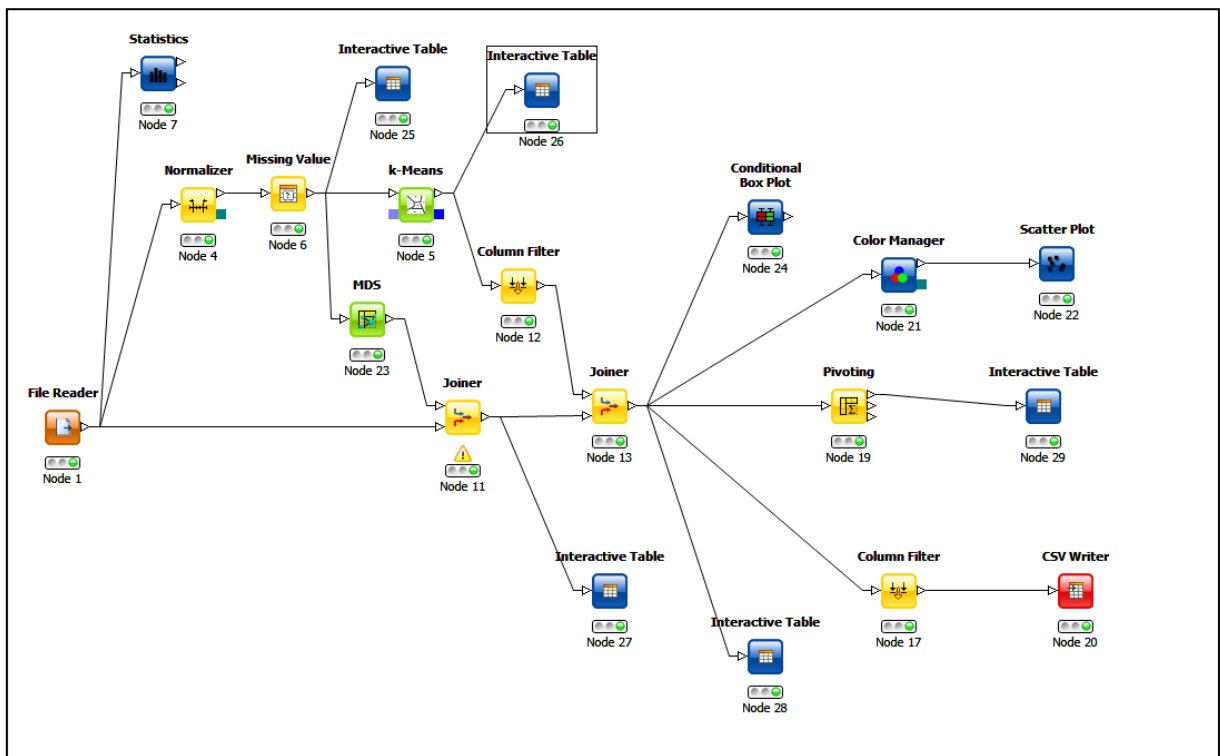 Statistics
Node 7
Interactive Table
Node 25
Interactive Table
Node 26
Normalizer
Node 4
Missing Value
Node 6
k-Means
Node 5
Column Filter
Node 12
MDS
Node 23
File Reader
Node 1
Joiner
Node 11
Joiner
Node 13
Conditional
Box Plot
Node 24
Color Manager
Node 21
Scatter Plot
Node 22
Pivoting
Node 19
Interactive Table
Node 29
Interactive Table
Node 27
Interactive Table
Node 28
Column Filter
Node 17
CSV Writer
Node 20